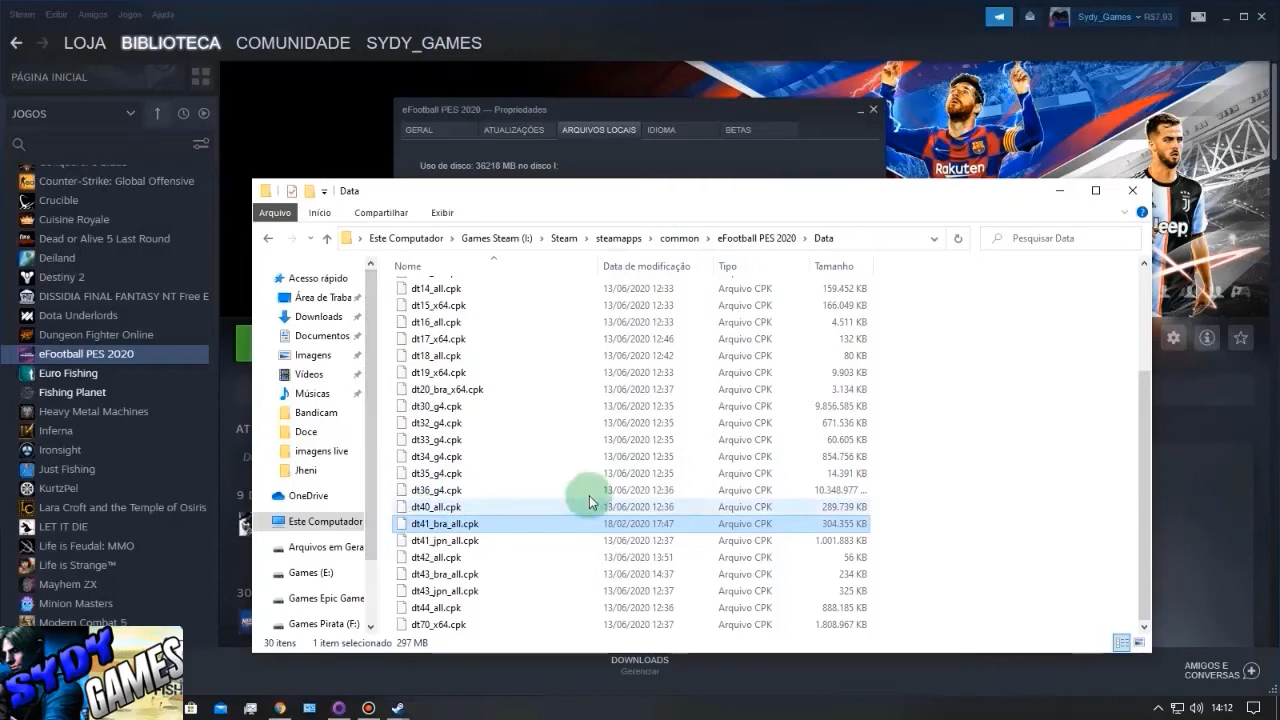 Steam Exibir Amigos Jogos Ajuda
Sydy_Games R$7,93
LOJA BIBLIOTECA COMUNIDADE SYDY_GAMES
PÁGINA INICIAL
JOGOS
Counter-Strike: Global Offensive
Crucible
Cuisine Royale
Dead or Alive 5 Last Round
Deiland
Destiny 2
DISSIDIA FINAL FANTASY NT Free E
Dota Underlords
Dungeon Fighter Online
eFootball PES 2020
Euro Fishing
Fishing Planet
Heavy Metal Machines
Inferna
Ironsight
Just Fishing
KurtzPel
Lara Croft and the Temple of Osiris
LET IT DIE
Life is Feudal: MMO
Life is Strange™
Mayhem ZX
Minion Masters
Modem Combat 5
eFootball PES 2020 — Propriedades
GERAL ATUALIZAÇÕES ARQUIVOS LOCAIS IDIOMA BETAS
Uso de disco: 36218 MB no disco I:
Rakuten
Jeep
Data
Arquivo Início Compartilhar Exibir
Este Computador > Games Steam (I:) > Steam > steamapps > common > eFootball PES 2020 > Data
Pesquisar Data
Acesso rápido
Área de Traba
Downloads
Documentos
Imagens
Vídeos
Músicas
Bandicam
Doce
imagens live
Jheni
OneDrive
Este Computador
Arquivos em Gera
Games (E:)
Games Epic Game
Games Pirata (F:)
Nome Data de modificação Tipo Tamanho
dt14_all.cpk 13/06/2020 12:33 Arquivo CPK 159.452 KB
dt15_x64.cpk 13/06/2020 12:33 Arquivo CPK 166.049 KB
dt16_all.cpk 13/06/2020 12:33 Arquivo CPK 4.511 KB
dt17_x64.cpk 13/06/2020 12:46 Arquivo CPK 132 KB
dt18_all.cpk 13/06/2020 12:42 Arquivo CPK 80 KB
dt19_x64.cpk 13/06/2020 12:33 Arquivo CPK 9.903 KB
dt20_bra_x64.cpk 13/06/2020 12:37 Arquivo CPK 3.134 KB
dt30_g4.cpk 13/06/2020 12:35 Arquivo CPK 9.856.585 KB
dt32_g4.cpk 13/06/2020 12:35 Arquivo CPK 671.536 KB
dt33_g4.cpk 13/06/2020 12:35 Arquivo CPK 60.605 KB
dt34_g4.cpk 13/06/2020 12:35 Arquivo CPK 854.756 KB
dt35_g4.cpk 13/06/2020 12:35 Arquivo CPK 14.391 KB
dt36_g4.cpk 13/06/2020 12:36 Arquivo CPK 10.348.977 ...
dt40_all.cpk 13/06/2020 12:36 Arquivo CPK 289.739 KB
dt41_bra_all.cpk 18/02/2020 17:47 Arquivo CPK 304.355 KB
dt41_jpn_all.cpk 13/06/2020 12:37 Arquivo CPK 1.001.883 KB
dt42_all.cpk 13/06/2020 13:51 Arquivo CPK 56 KB
dt43_bra_all.cpk 13/06/2020 14:37 Arquivo CPK 234 KB
dt43_jpn_all.cpk 13/06/2020 12:37 Arquivo CPK 325 KB
dt44_all.cpk 13/06/2020 12:36 Arquivo CPK 888.185 KB
dt70_x64.cpk 13/06/2020 12:37 Arquivo CPK 1.808.967 KB
30 itens 1 item selecionado 297 MB
DOWNLOADS
Gerenciar
AMIGOS E
CONVERSAS
SYDY
GAMES
14:12